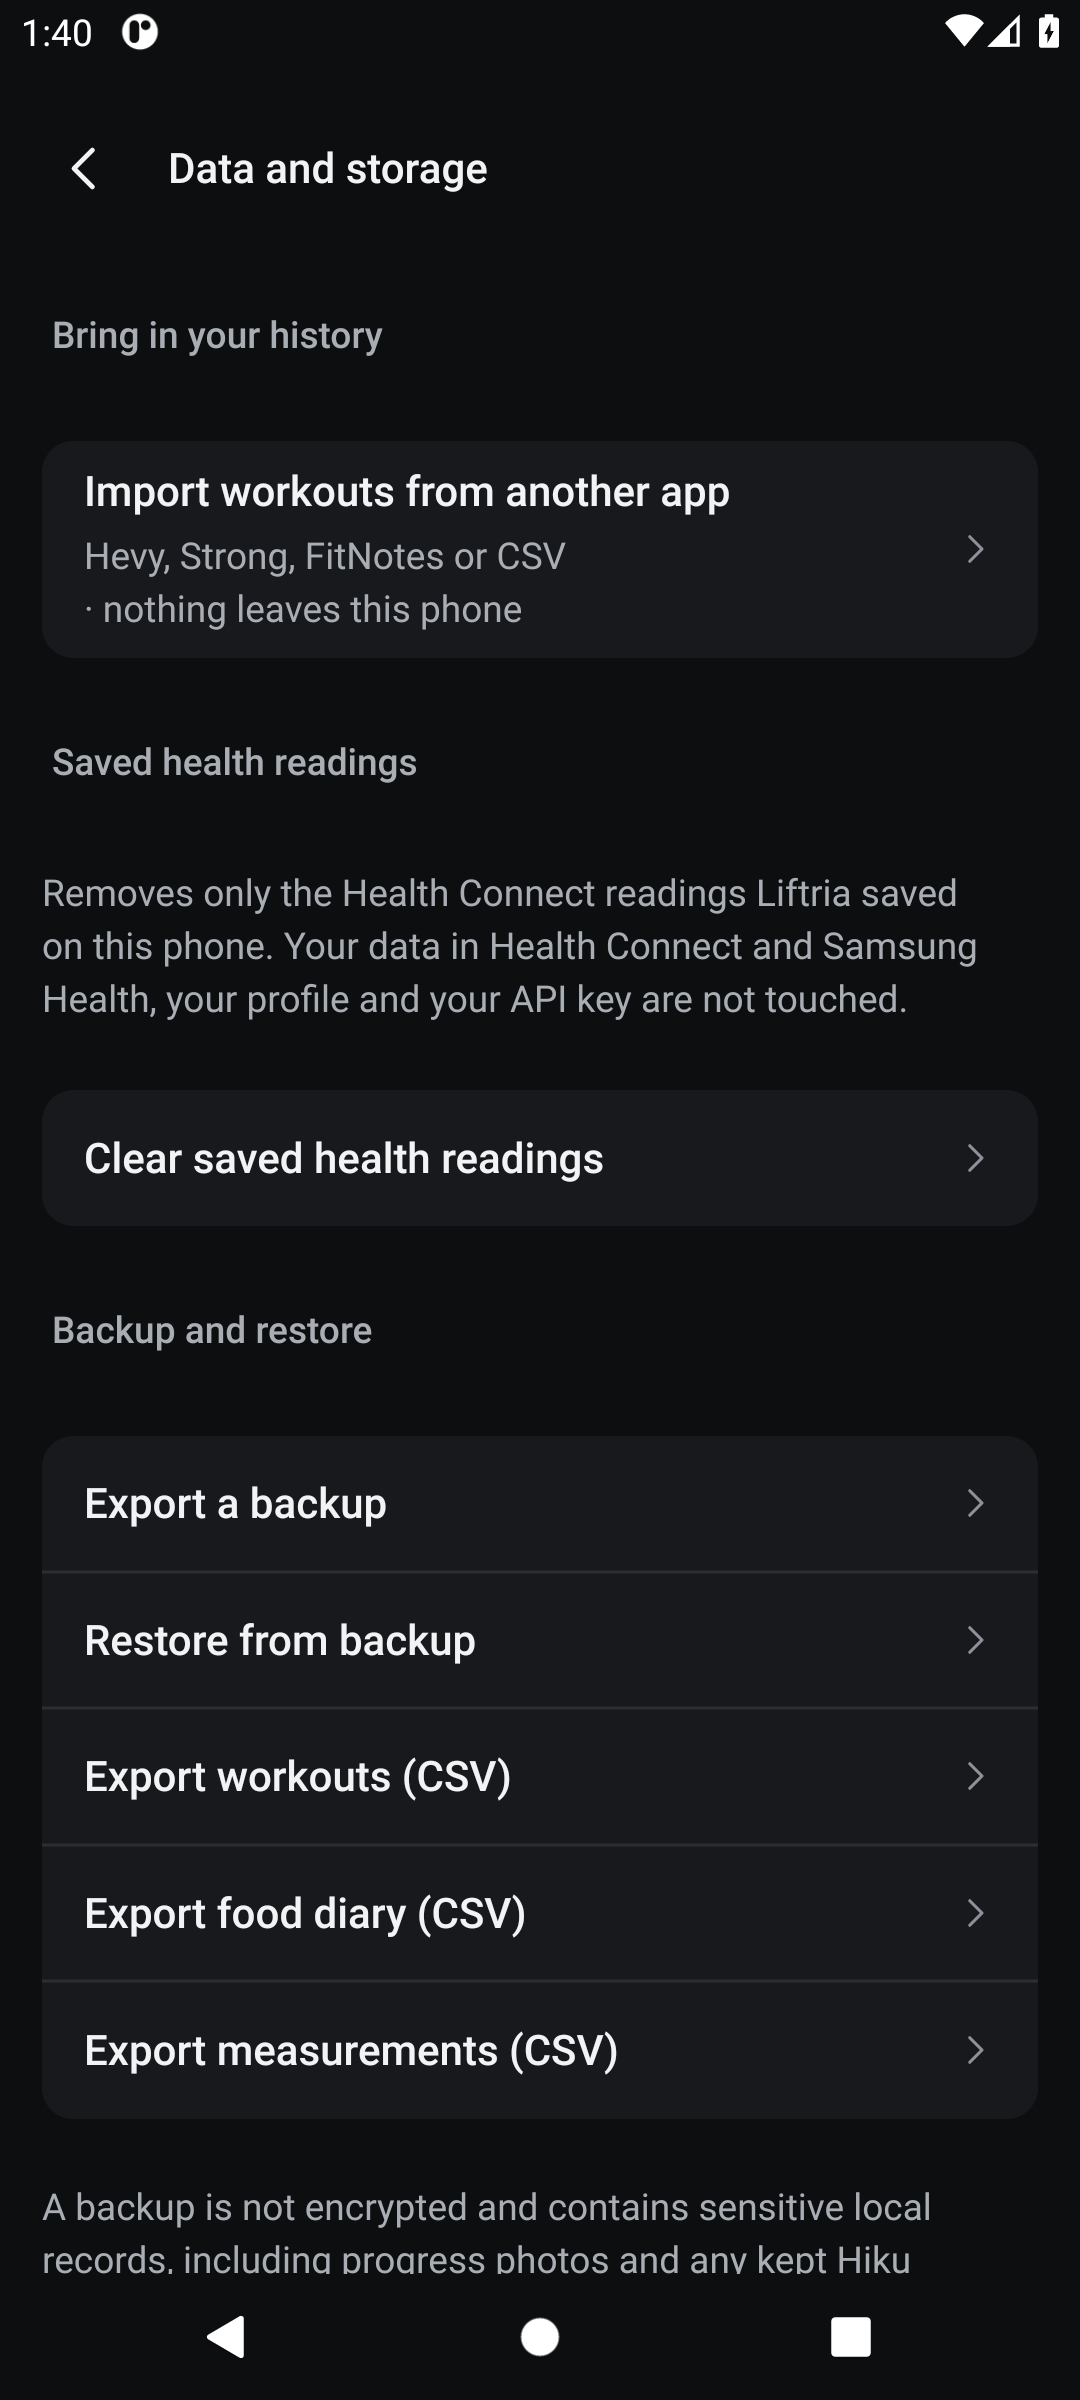 1:40
Data and storage
Bring in your history
Import workouts from another app
Hevy, Strong, FitNotes or CSV
· nothing leaves this phone
Saved health readings
Removes only the Health Connect readings Liftria saved
on this phone. Your data in Health Connect and Samsung
Health, your profile and your API key are not touched.
Clear saved health readings
Backup and restore
Export a backup
Restore from backup
Export workouts (CSV)
Export food diary (CSV)
Export measurements (CSV)
A backup is not encrypted and contains sensitive local
records, including progress photos and any kept Hiku